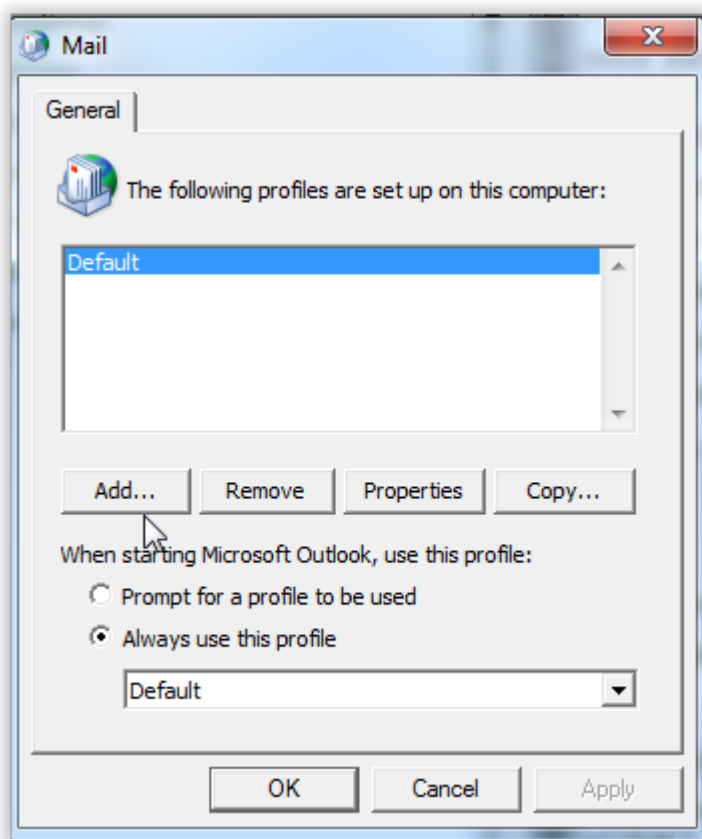 Mail
General
The following profiles are set up on this computer:
Default
Add... Remove Properties Copy...
When starting Microsoft Outlook, use this profile:
Prompt for a profile to be used
Always use this profile
Default
OK Cancel Apply